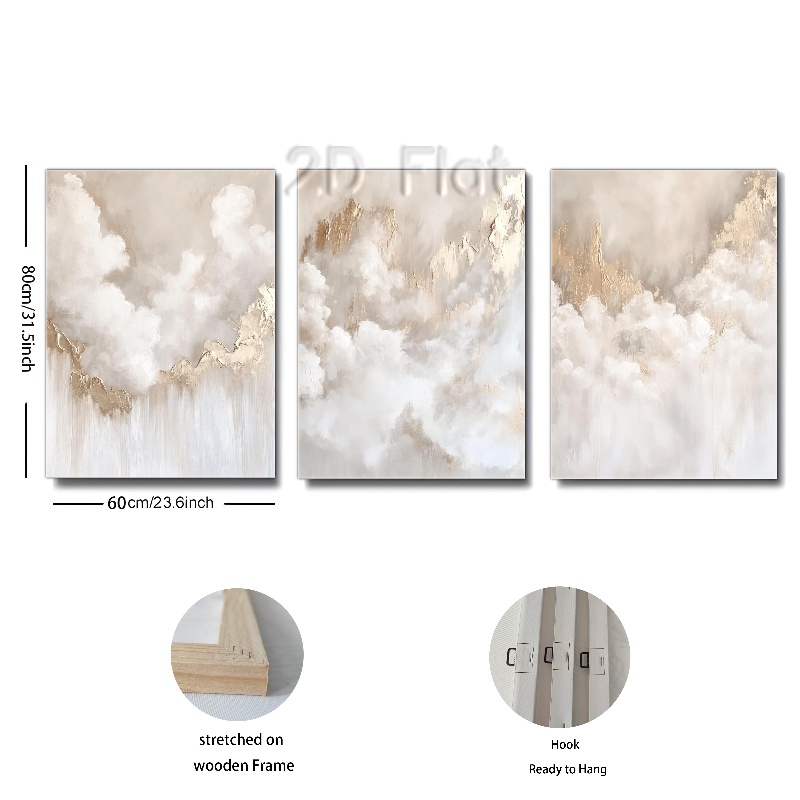 2D Flat
80cm/31.5inch
60cm/23.6inch
stretched on
wooden Frame
Hook
Ready to Hang